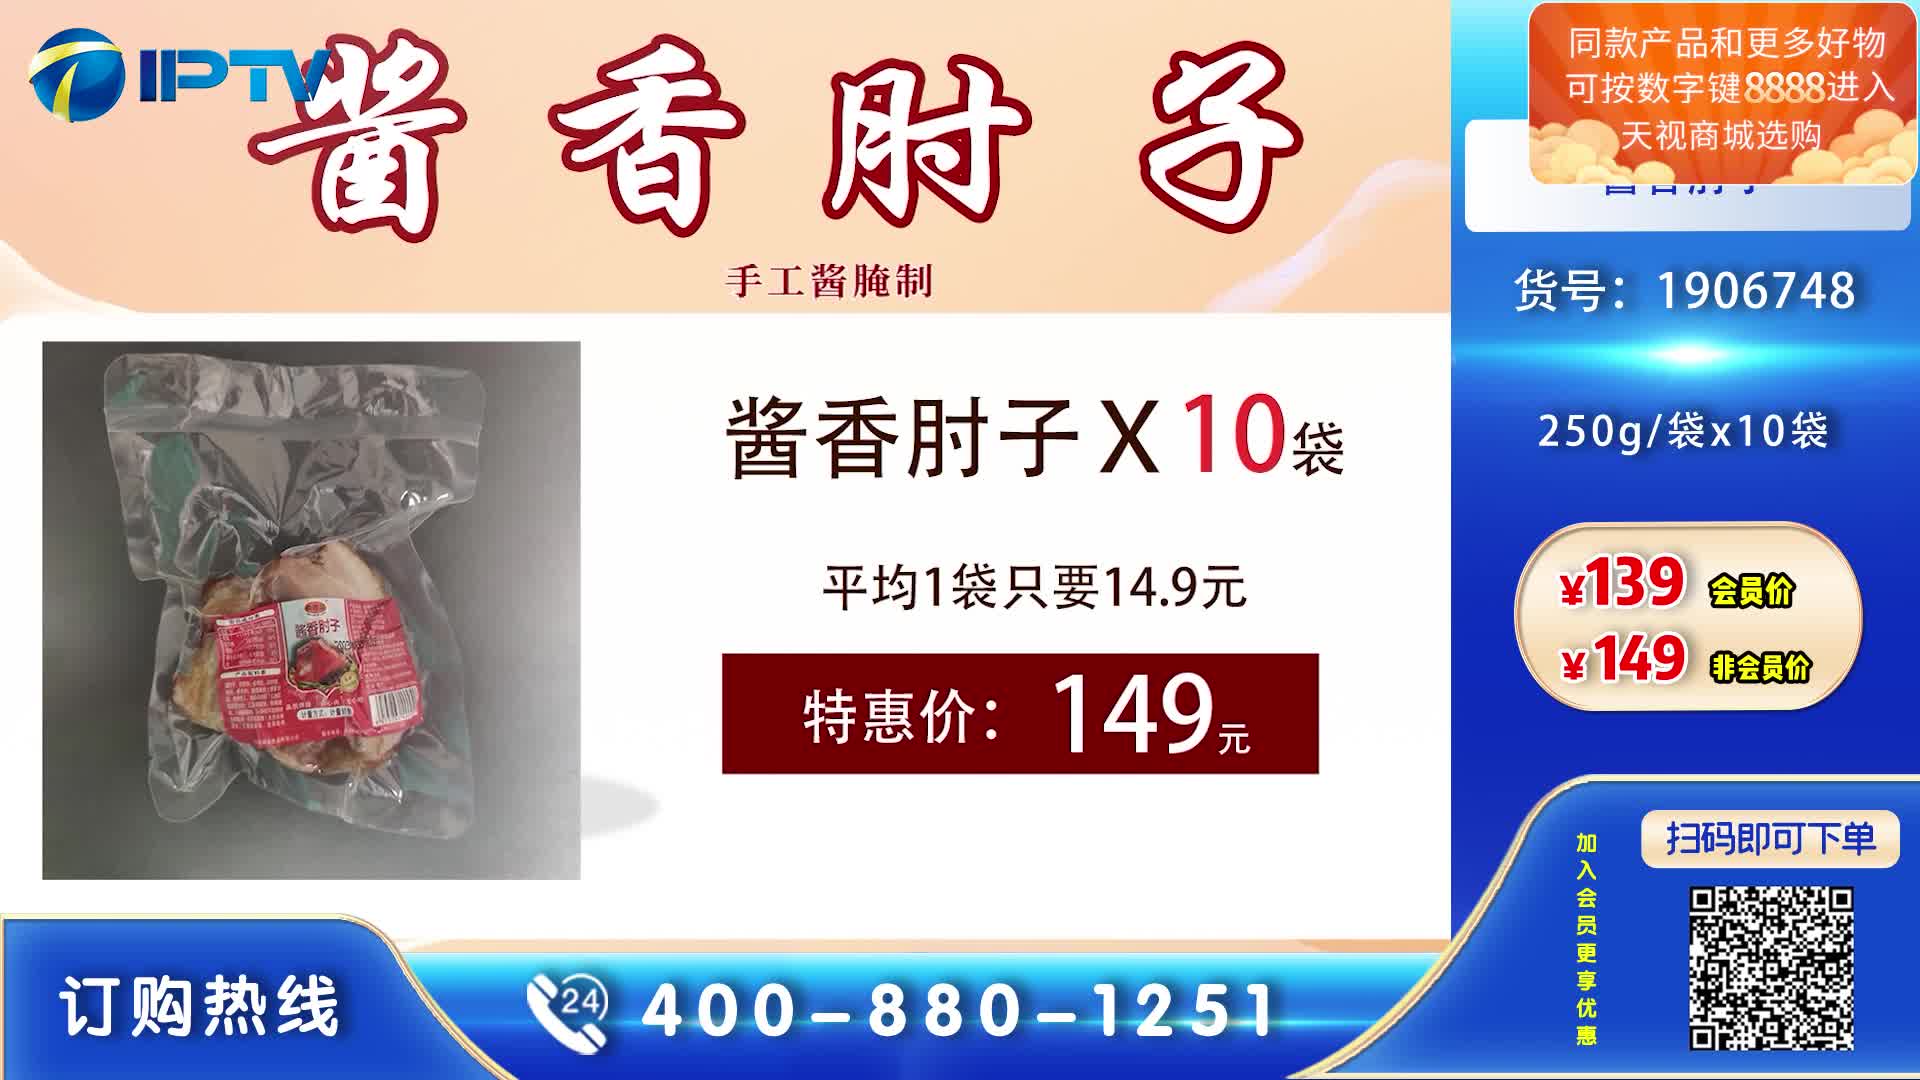 IPTV
酱香肘子
手工酱腌制
酱香肘子X10袋
平均1袋只要14.9元
特惠价：149元
酱香肘子
同款产品和更多好物
可按数字键8888进入
天视商城选购
货号：1906748
250g/袋x10袋
¥139 会员价
¥149 非会员价
加入会员更享优惠
扫码即可下单
订购热线
24
400-880-1251